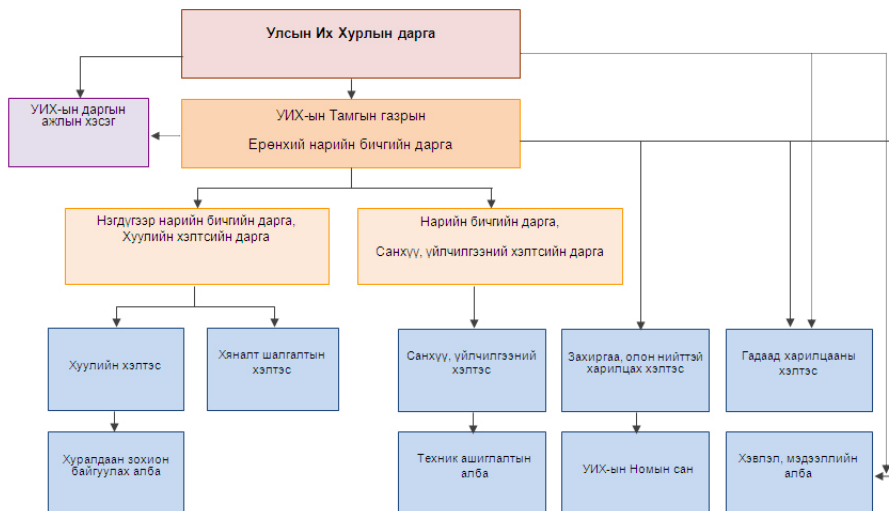 Улсын Их Хурлын дарга
УИХ-ын даргын
ажлын хэсэг
УИХ-ын Тамгын газрын
Ерөнхий нарийн бичгийн дарга
Нэгдүгээр нарийн бичгийн дарга,
Хуулийн хэлтсийн дарга
Нарийн бичгийн дарга,
Санхүү, үйлчилгээний хэлтсийн дарга
Хуулийн хэлтэс
Хяналт шалгалтын
хэлтэс
Санхүү, үйлчилгээний
хэлтэс
Захиргаа, олон нийттэй
харилцах хэлтэс
Гадаад харилцааны
хэлтэс
Хуралдаан зохион
байгуулах алба
Техник ашиглалтын
алба
УИХ-ын Номын сан
Хэвлэл, мэдээллийн
алба